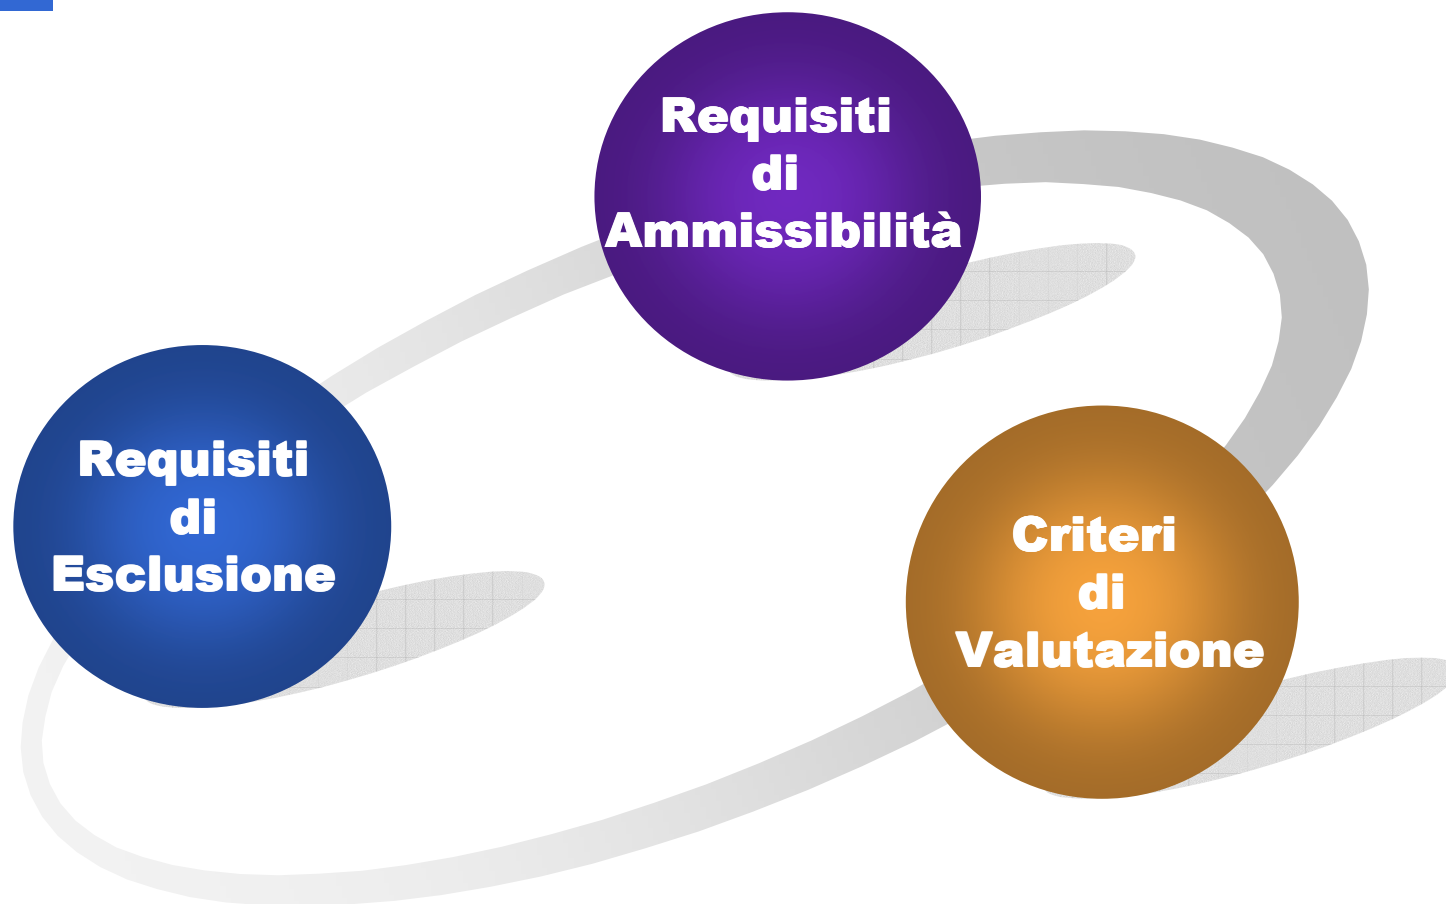 Requisiti
di
Ammissibilità
Requisiti
di
Esclusione
Criteri
di
Valutazione